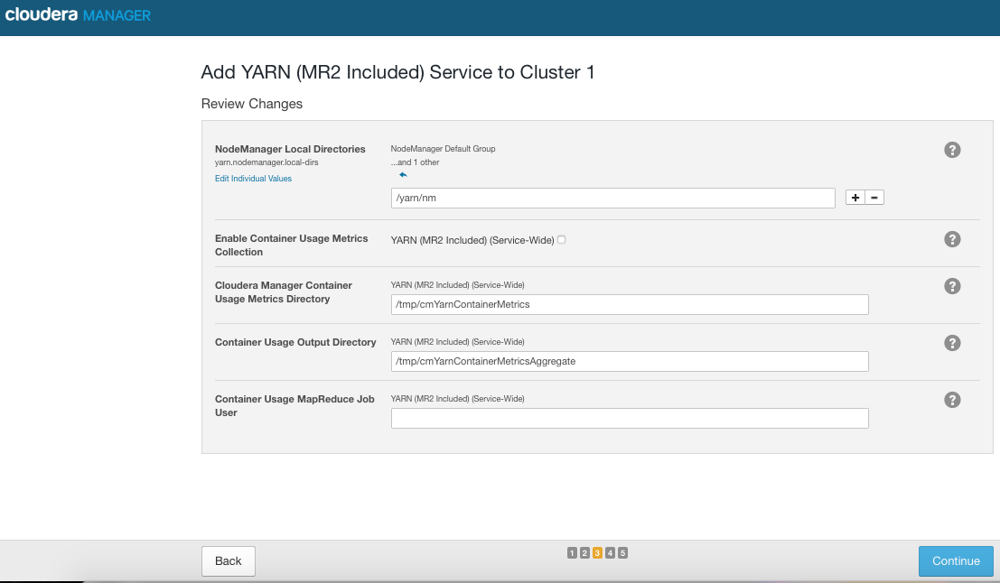 cloudera MANAGER
Add YARN (MR2 Included) Service to Cluster 1
Review Changes
NodeManager Local Directories
yarn.nodemanager.local-dirs
Edit Individual Values
NodeManager Default Group
...and 1 other
/yarn/nm
+ -
?
Enable Container Usage Metrics
Collection
YARN (MR2 Included) (Service-Wide)
?
Cloudera Manager Container
Usage Metrics Directory
YARN (MR2 Included) (Service-Wide)
/tmp/cmYarnContainerMetrics
?
Container Usage Output Directory
YARN (MR2 Included) (Service-Wide)
/tmp/cmYarnContainerMetricsAggregate
?
Container Usage MapReduce Job
User
YARN (MR2 Included) (Service-Wide)
?
Back
1 2 3 4 5
Continue